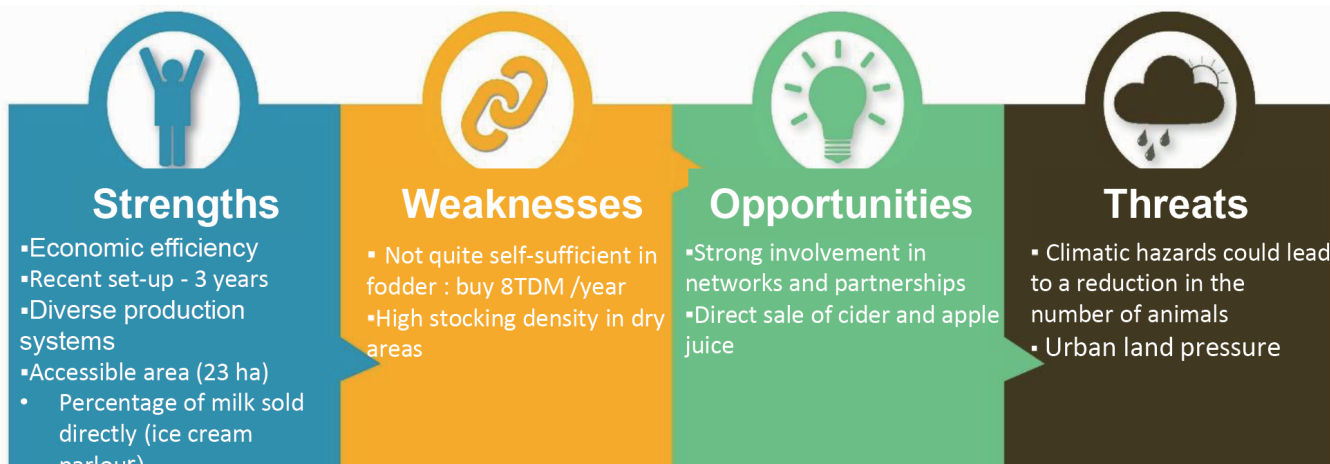 Strengths
▪Economic efficiency
▪Recent set-up - 3 years
▪Diverse production
systems
▪Accessible area (23 ha)
• Percentage of milk sold
directly (ice cream
parlour)
Weaknesses
▪ Not quite self-sufficient in
fodder : buy 8TDM /year
▪High stocking density in dry
areas
Opportunities
▪Strong involvement in
networks and partnerships
▪Direct sale of cider and apple
juice
Threats
▪ Climatic hazards could lead
to a reduction in the
number of animals
▪ Urban land pressure